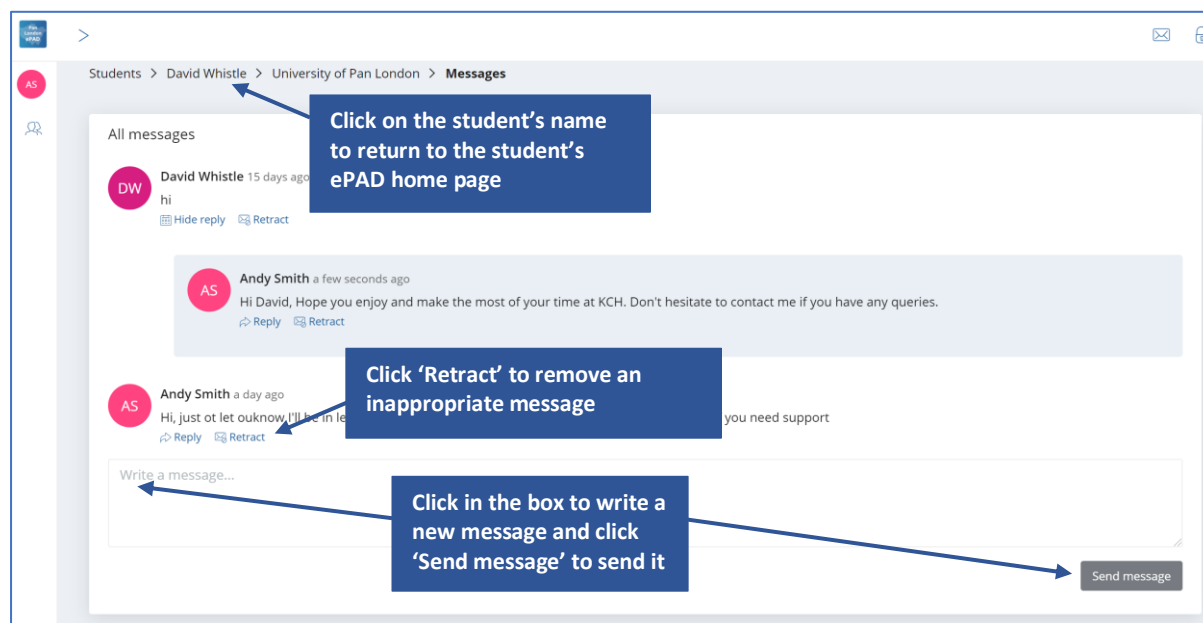 Pan London ePAD
>
Students > David Whistle > University of Pan London > Messages
AS
Click on the student's name
to return to the student's
ePAD home page
All messages
DW
David Whistle 15 days ago
hi
Hide reply Retract
AS
Andy Smith a few seconds ago
Hi David, Hope you enjoy and make the most of your time at KCH. Don't hesitate to contact me if you have any queries.
Reply Retract
Click ‘Retract’ to remove an
inappropriate message
AS
Andy Smith a day ago
Hi, just ot let ouknow,I'll be in le
you need support
Reply Retract
Write a message...
Click in the box to write a
new message and click
‘Send message’ to send it
Send message